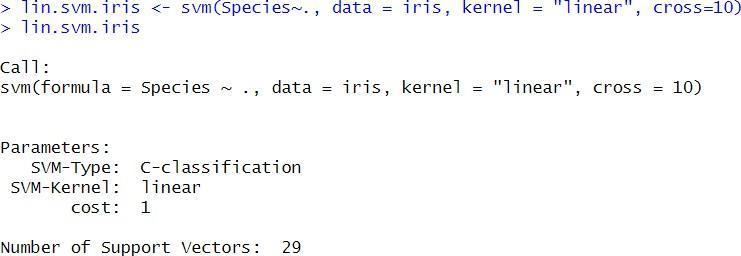 > lin.svm.iris <- svm(Species~., data = iris, kernel = "linear", cross=10)
> lin.svm.iris
Call:
svm(formula = Species ~ ., data = iris, kernel = "linear", cross = 10)
Parameters:
SVM-Type:  C-classification
SVM-Kernel:  linear
cost:  1
Number of Support Vectors:  29